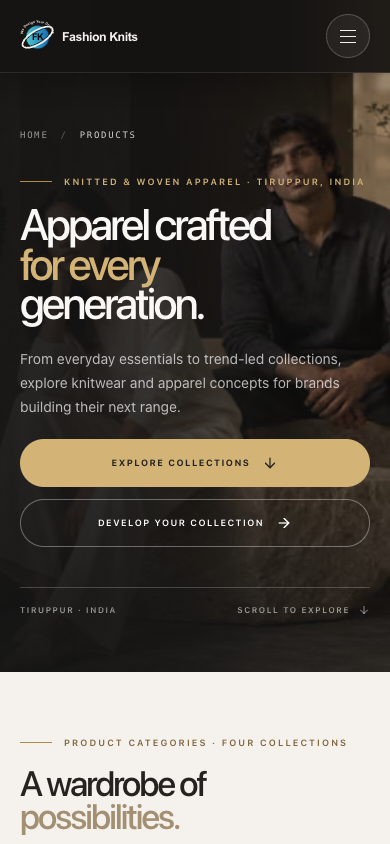 FK
Fashion Knits
HOME / PRODUCTS
KNITTED & WOVEN APPAREL · TIRUPPUR, INDIA
Apparel crafted
for every
generation.
From everyday essentials to trend-led collections,
explore knitwear and apparel concepts for brands
building their next range.
EXPLORE COLLECTIONS ↓
DEVELOP YOUR COLLECTION →
TIRUPPUR · INDIA
SCROLL TO EXPLORE ↓
PRODUCT CATEGORIES · FOUR COLLECTIONS
A wardrobe of
possibilities.